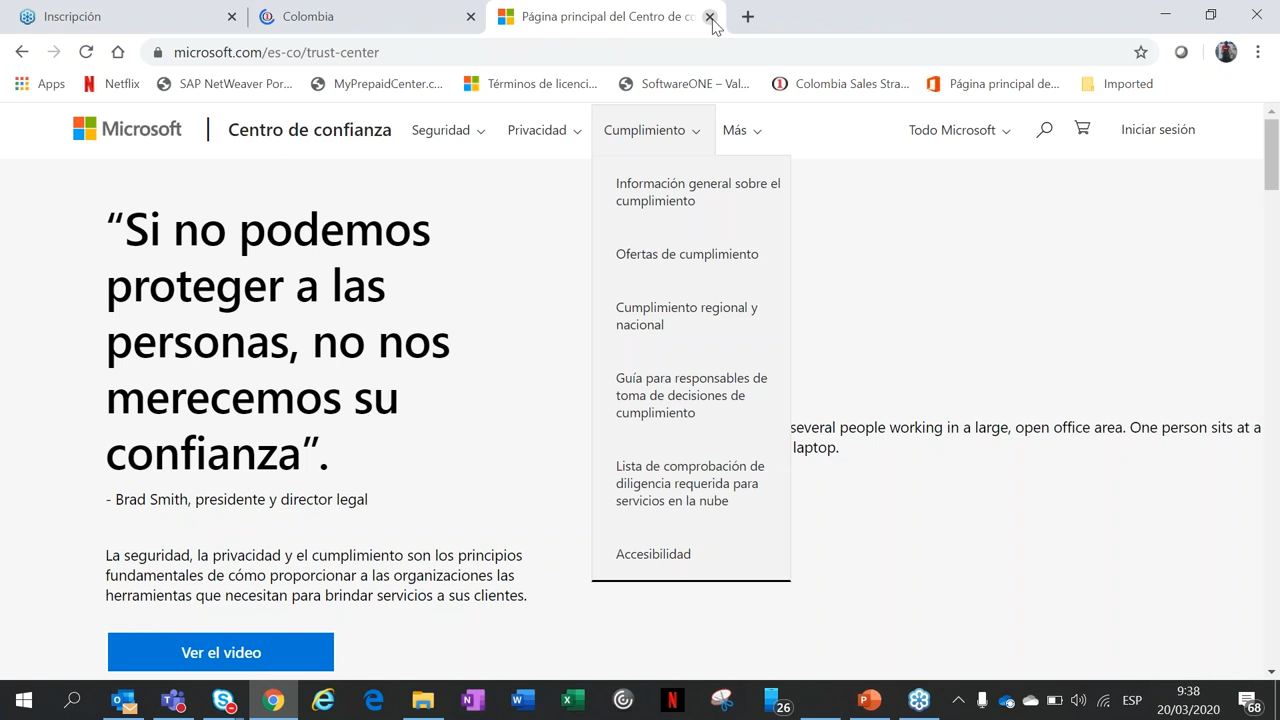 Inscripción
Colombia
Página principal del Centro de co
microsoft.com/es-co/trust-center
Apps
Netflix
SAP NetWeaver Por...
MyPrepaidCenter.c...
Términos de licenci...
SoftwareONE – Val...
Colombia Sales Stra...
Página principal de...
Imported
Microsoft
Centro de confianza
Seguridad
Privacidad
Cumplimiento
Más
Todo Microsoft
Iniciar sesión
Información general sobre el
cumplimiento
Ofertas de cumplimiento
Cumplimiento regional y
nacional
Guía para responsables de
toma de decisiones de
cumplimiento
Lista de comprobación de
diligencia requerida para
servicios en la nube
Accesibilidad
“Si no podemos
proteger a las
personas, no nos
merecemos su
confianza”.
- Brad Smith, presidente y director legal
La seguridad, la privacidad y el cumplimiento son los principios
fundamentales de cómo proporcionar a las organizaciones las
herramientas que necesitan para brindar servicios a sus clientes.
Ver el video
several people working in a large, open office area. One person sits at a
laptop.
26
ESP
9:38
20/03/2020
68